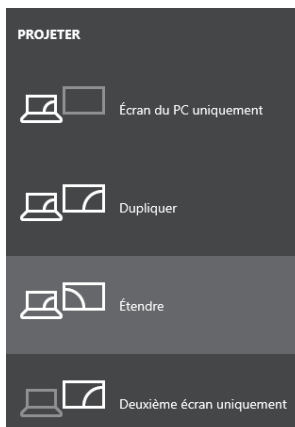 PROJETER
Écran du PC uniquement
Dupliquer
Étendre
Deuxième écran uniquement